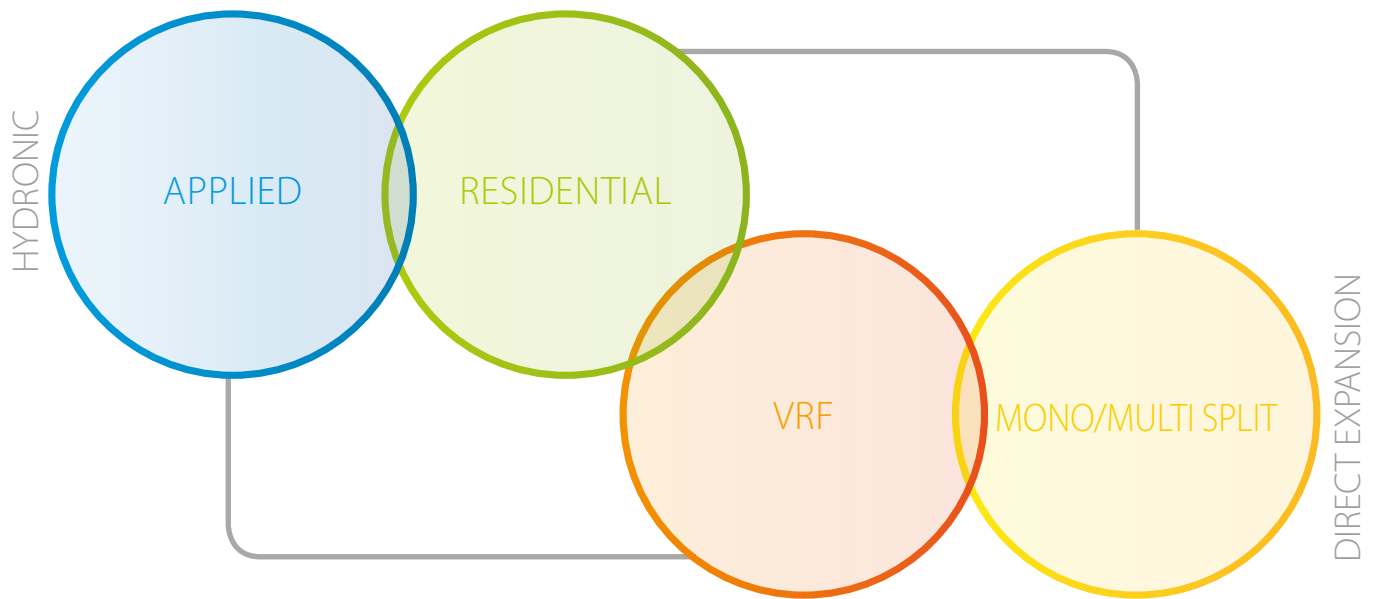 HYDRONIC
APPLIED
RESIDENTIAL
VRF
MONO/MULTI SPLIT
DIRECT EXPANSION